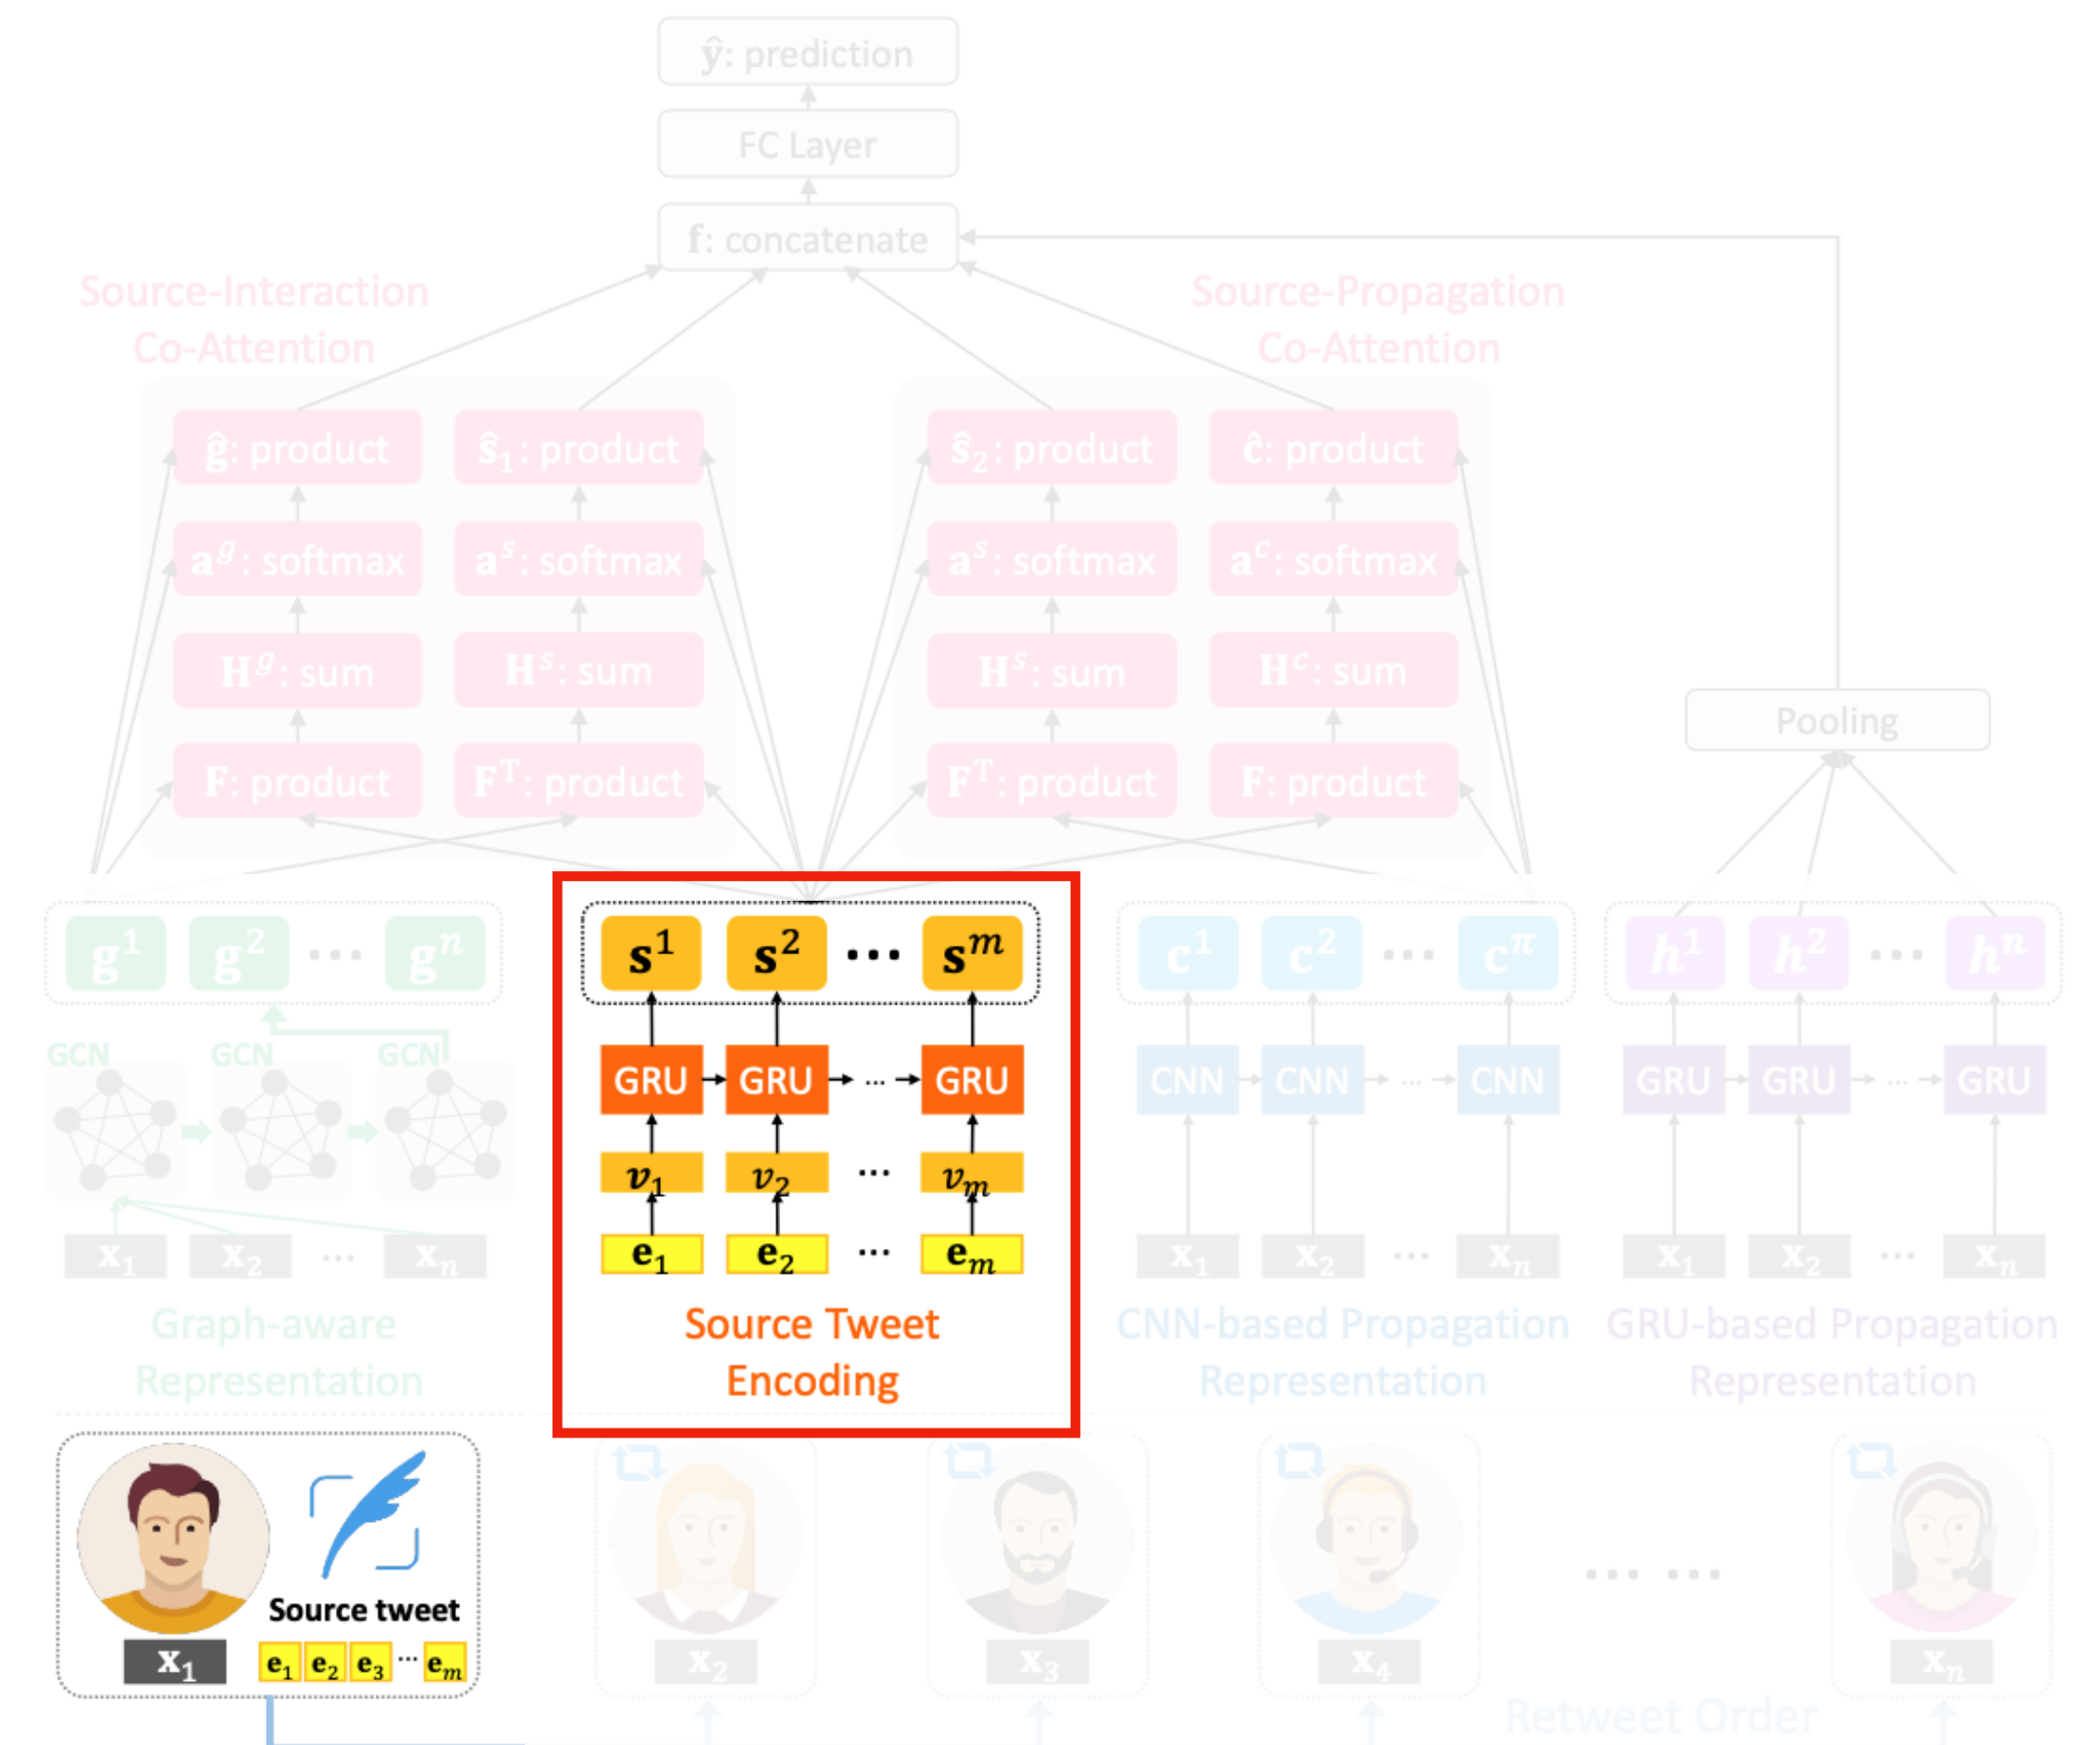 ŷ: prediction
FC Layer
f: concatenate
Source-Interaction
Co-Attention
Source-Propagation
Co-Attention
ĝ: product
ŝ₁: product
ŝ₂: product
ĉ: product
aᵍ: softmax
aˢ: softmax
aˢ: softmax
aᶜ: softmax
Hᵍ: sum
Hˢ: sum
Hˢ: sum
Hᶜ: sum
Pooling
F: product
Fᵀ: product
Fᵀ: product
F: product
g¹ g² ... gⁿ
s¹ s² ... sᵐ
c¹ c² ... c^π
h¹ h² ... hⁿ
GCN GCN GCN
GRU GRU ... GRU
CNN CNN ... CNN
GRU GRU ... GRU
v₁ v₂ ... vₘ
x₁ x₂ ... xₙ
e₁ e₂ ... eₘ
x₁ x₂ ... xₙ
x₁ x₂ ... xₙ
Graph-aware
Representation
Source Tweet
Encoding
CNN-based Propagation
Representation
GRU-based Propagation
Representation
Source tweet
x₁ e₁ e₂ e₃ ... eₘ
x₂
x₃
x₄
... ...
xₙ
Retweet Order